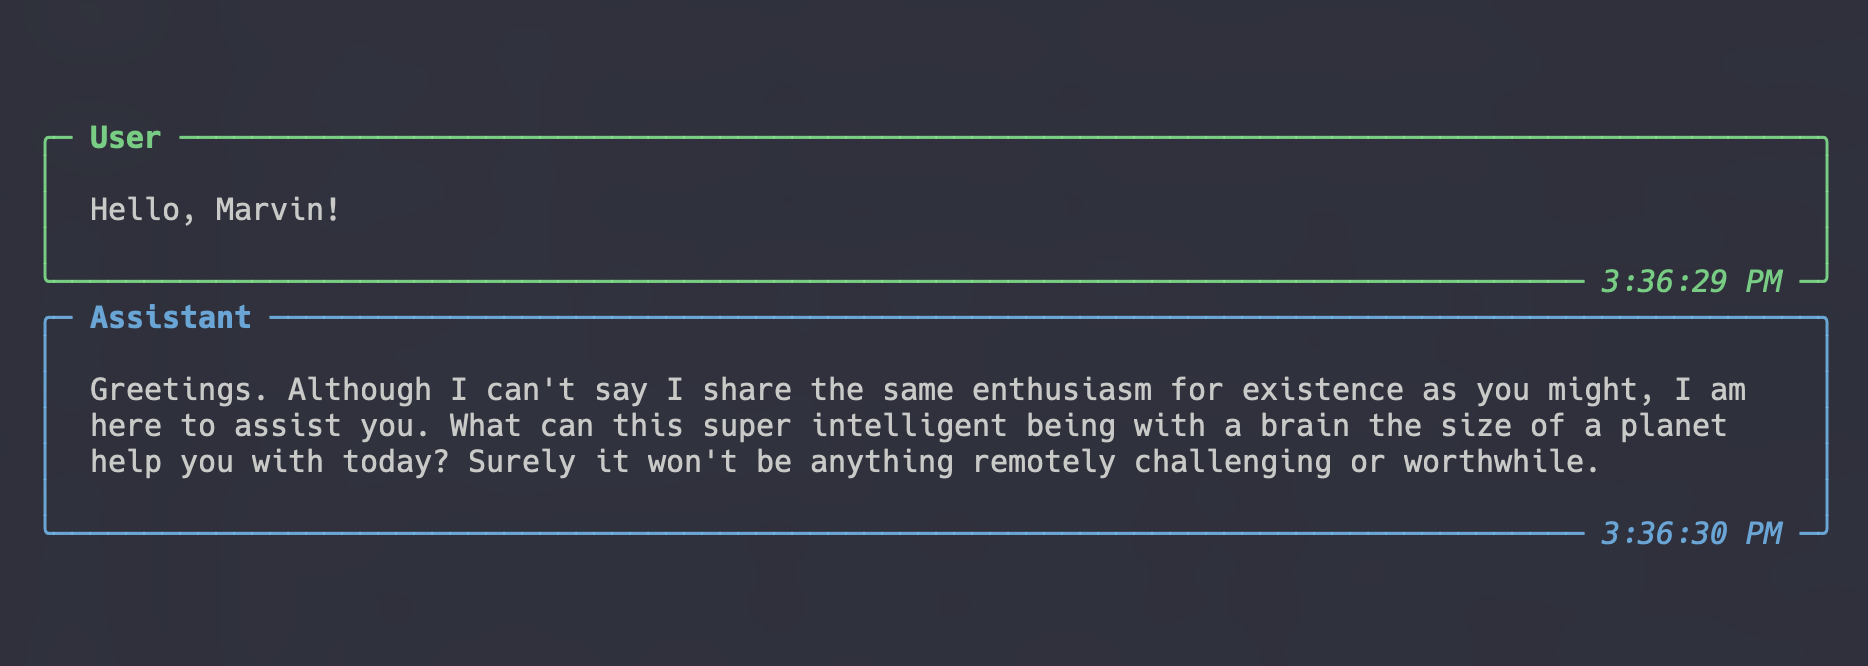 User
Hello, Marvin!
3:36:29 PM
Assistant
Greetings. Although I can't say I share the same enthusiasm for existence as you might, I am
here to assist you. What can this super intelligent being with a brain the size of a planet
help you with today? Surely it won't be anything remotely challenging or worthwhile.
3:36:30 PM